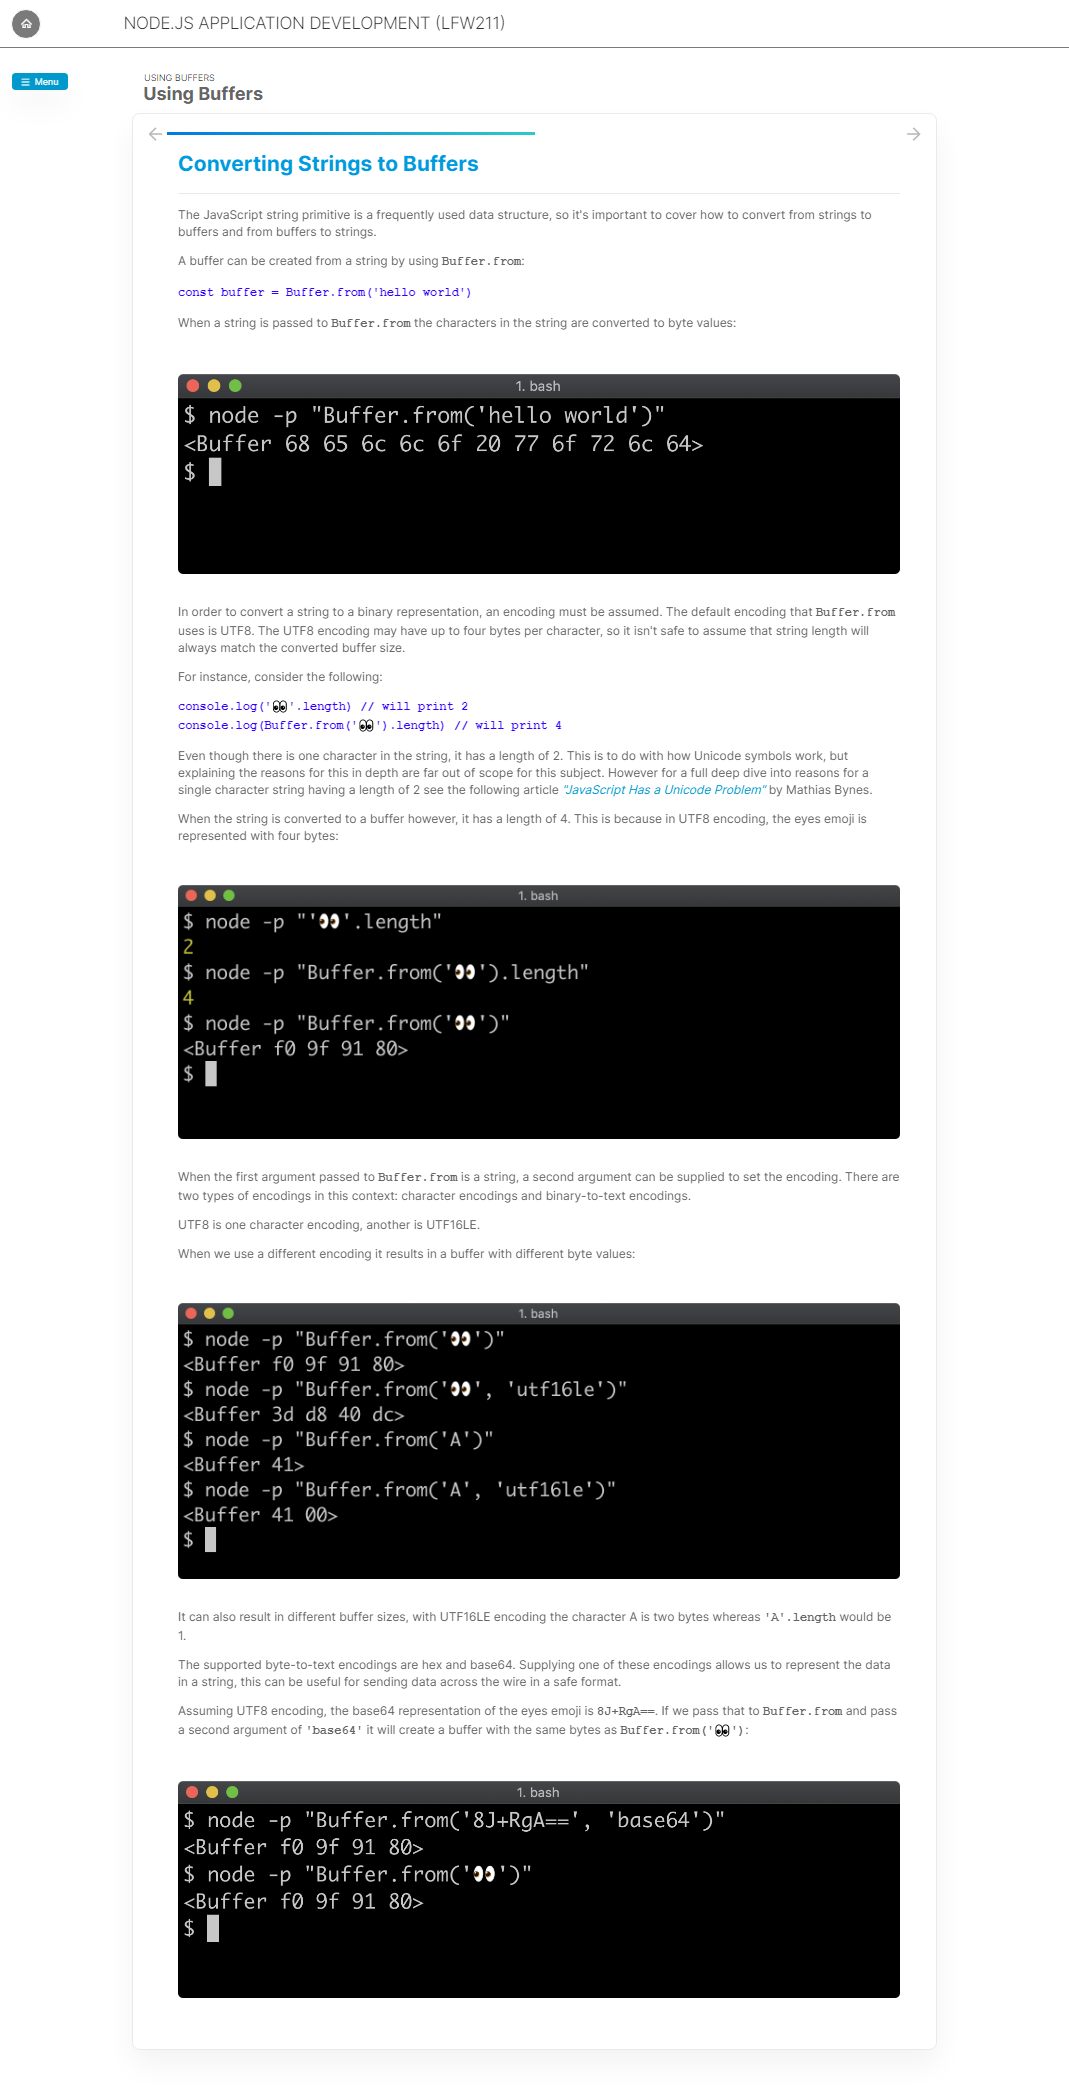 NODE.JS APPLICATION DEVELOPMENT (LFW211)
Menu
USING BUFFERS
Using Buffers
Converting Strings to Buffers
The JavaScript string primitive is a frequently used data structure, so it's important to cover how to convert from strings to
buffers and from buffers to strings.
A buffer can be created from a string by using Buffer.from:
const buffer = Buffer.from('hello world')
When a string is passed to Buffer.from the characters in the string are converted to byte values:
1. bash
$ node -p "Buffer.from('hello world')"
<Buffer 68 65 6c 6c 6f 20 77 6f 72 6c 64>
$
In order to convert a string to a binary representation, an encoding must be assumed. The default encoding that Buffer.from
uses is UTF8. The UTF8 encoding may have up to four bytes per character, so it isn't safe to assume that string length will
always match the converted buffer size.
For instance, consider the following:
console.log('👀'.length) // will print 2
console.log(Buffer.from('👀').length) // will print 4
Even though there is one character in the string, it has a length of 2. This is to do with how Unicode symbols work, but
explaining the reasons for this in depth are far out of scope for this subject. However for a full deep dive into reasons for a
single character string having a length of 2 see the following article "JavaScript Has a Unicode Problem" by Mathias Bynes.
When the string is converted to a buffer however, it has a length of 4. This is because in UTF8 encoding, the eyes emoji is
represented with four bytes:
1. bash
$ node -p "'👀'.length"
2
$ node -p "Buffer.from('👀').length"
4
$ node -p "Buffer.from('👀')"
<Buffer f0 9f 91 80>
$
When the first argument passed to Buffer.from is a string, a second argument can be supplied to set the encoding. There are
two types of encodings in this context: character encodings and binary-to-text encodings.
UTF8 is one character encoding, another is UTF16LE.
When we use a different encoding it results in a buffer with different byte values:
1. bash
$ node -p "Buffer.from('👀')"
<Buffer f0 9f 91 80>
$ node -p "Buffer.from('👀', 'utf16le')"
<Buffer 3d d8 40 dc>
$ node -p "Buffer.from('A')"
<Buffer 41>
$ node -p "Buffer.from('A', 'utf16le')"
<Buffer 41 00>
$
It can also result in different buffer sizes, with UTF16LE encoding the character A is two bytes whereas 'A'.length would be
1.
The supported byte-to-text encodings are hex and base64. Supplying one of these encodings allows us to represent the data
in a string, this can be useful for sending data across the wire in a safe format.
Assuming UTF8 encoding, the base64 representation of the eyes emoji is 8J+RgA==. If we pass that to Buffer.from and pass
a second argument of 'base64' it will create a buffer with the same bytes as Buffer.from('👀'):
1. bash
$ node -p "Buffer.from('8J+RgA==', 'base64')"
<Buffer f0 9f 91 80>
$ node -p "Buffer.from('👀')"
<Buffer f0 9f 91 80>
$